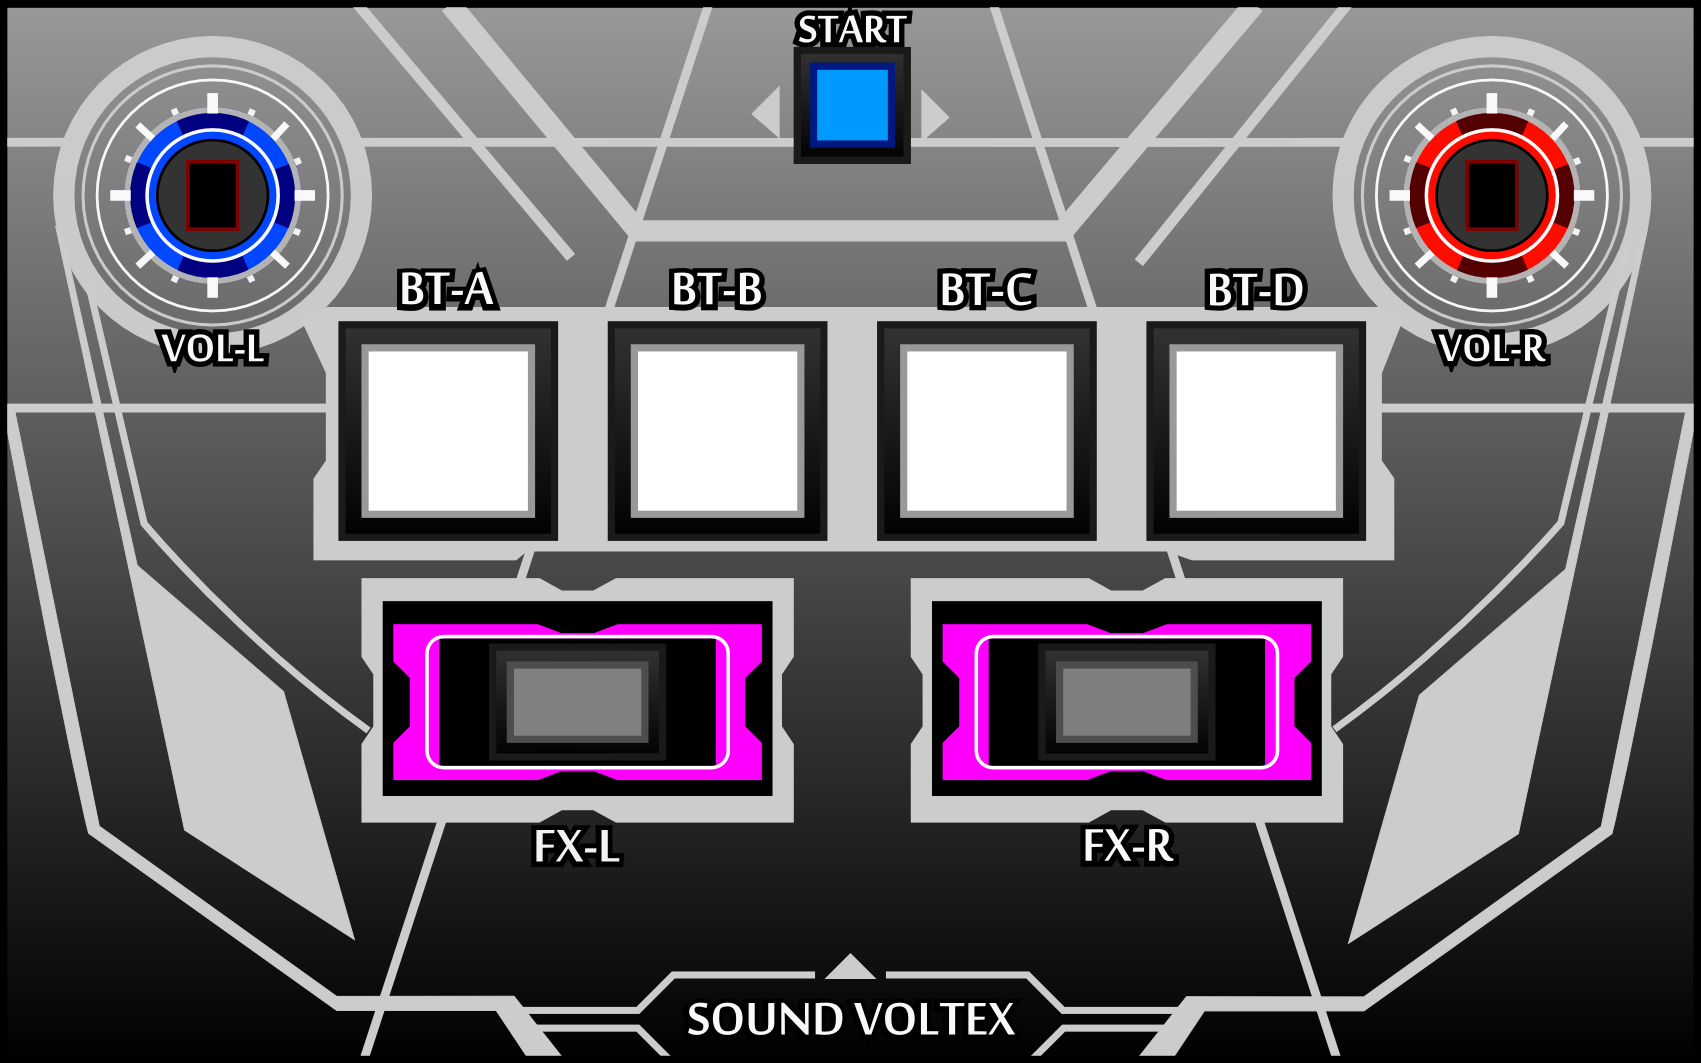 START
BT-A
BT-B
BT-C
BT-D
VOL-L
VOL-R
FX-L
FX-R
SOUND VOLTEX